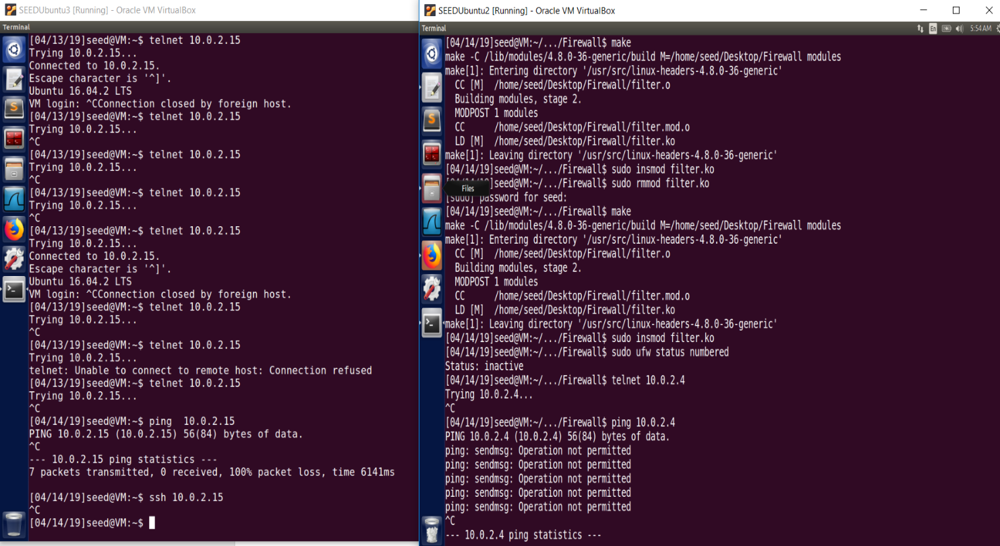 SEEDUbuntu3 [Running] - Oracle VM VirtualBox
Terminal
[04/13/19]seed@VM:~$ telnet 10.0.2.15
Trying 10.0.2.15...
Connected to 10.0.2.15.
Escape character is '^]'.
Ubuntu 16.04.2 LTS
VM login: ^CConnection closed by foreign host.
[04/13/19]seed@VM:~$ telnet 10.0.2.15
Trying 10.0.2.15...
^C
[04/13/19]seed@VM:~$ telnet 10.0.2.15
Trying 10.0.2.15...
^C
[04/13/19]seed@VM:~$ telnet 10.0.2.15
Trying 10.0.2.15...
^C
[04/13/19]seed@VM:~$ telnet 10.0.2.15
Trying 10.0.2.15...
Connected to 10.0.2.15.
Escape character is '^]'.
Ubuntu 16.04.2 LTS
VM login: ^CConnection closed by foreign host.
[04/13/19]seed@VM:~$ telnet 10.0.2.15
Trying 10.0.2.15...
^C
[04/13/19]seed@VM:~$ telnet 10.0.2.15
Trying 10.0.2.15...
telnet: Unable to connect to remote host: Connection refused
[04/13/19]seed@VM:~$ telnet 10.0.2.15
Trying 10.0.2.15...
^C
[04/14/19]seed@VM:~$ ping  10.0.2.15
PING 10.0.2.15 (10.0.2.15) 56(84) bytes of data.
^C
--- 10.0.2.15 ping statistics ---
7 packets transmitted, 0 received, 100% packet loss, time 6141ms
[04/14/19]seed@VM:~$ ssh 10.0.2.15
^C
[04/14/19]seed@VM:~$
SEEDUbuntu2 [Running] - Oracle VM VirtualBox
Terminal
En
5:54AM
[04/14/19]seed@VM:~/.../Firewall$ make
make -C /lib/modules/4.8.0-36-generic/build M=/home/seed/Desktop/Firewall modules
make[1]: Entering directory '/usr/src/linux-headers-4.8.0-36-generic'
CC [M]  /home/seed/Desktop/Firewall/filter.o
Building modules, stage 2.
MODPOST 1 modules
CC      /home/seed/Desktop/Firewall/filter.mod.o
LD [M]  /home/seed/Desktop/Firewall/filter.ko
make[1]: Leaving directory '/usr/src/linux-headers-4.8.0-36-generic'
[04/14/19]seed@VM:~/.../Firewall$ sudo insmod filter.ko
[04/14/19]seed@VM:~/.../Firewall$ sudo rmmod filter.ko
Files
[sudo] password for seed:
[04/14/19]seed@VM:~/.../Firewall$ make
make -C /lib/modules/4.8.0-36-generic/build M=/home/seed/Desktop/Firewall modules
make[1]: Entering directory '/usr/src/linux-headers-4.8.0-36-generic'
CC [M]  /home/seed/Desktop/Firewall/filter.o
Building modules, stage 2.
MODPOST 1 modules
CC      /home/seed/Desktop/Firewall/filter.mod.o
LD [M]  /home/seed/Desktop/Firewall/filter.ko
make[1]: Leaving directory '/usr/src/linux-headers-4.8.0-36-generic'
[04/14/19]seed@VM:~/.../Firewall$ sudo insmod filter.ko
[04/14/19]seed@VM:~/.../Firewall$ sudo ufw status numbered
Status: inactive
[04/14/19]seed@VM:~/.../Firewall$ telnet 10.0.2.4
Trying 10.0.2.4...
^C
[04/14/19]seed@VM:~/.../Firewall$ ping 10.0.2.4
PING 10.0.2.4 (10.0.2.4) 56(84) bytes of data.
ping: sendmsg: Operation not permitted
ping: sendmsg: Operation not permitted
ping: sendmsg: Operation not permitted
ping: sendmsg: Operation not permitted
ping: sendmsg: Operation not permitted
^C
--- 10.0.2.4 ping statistics ---